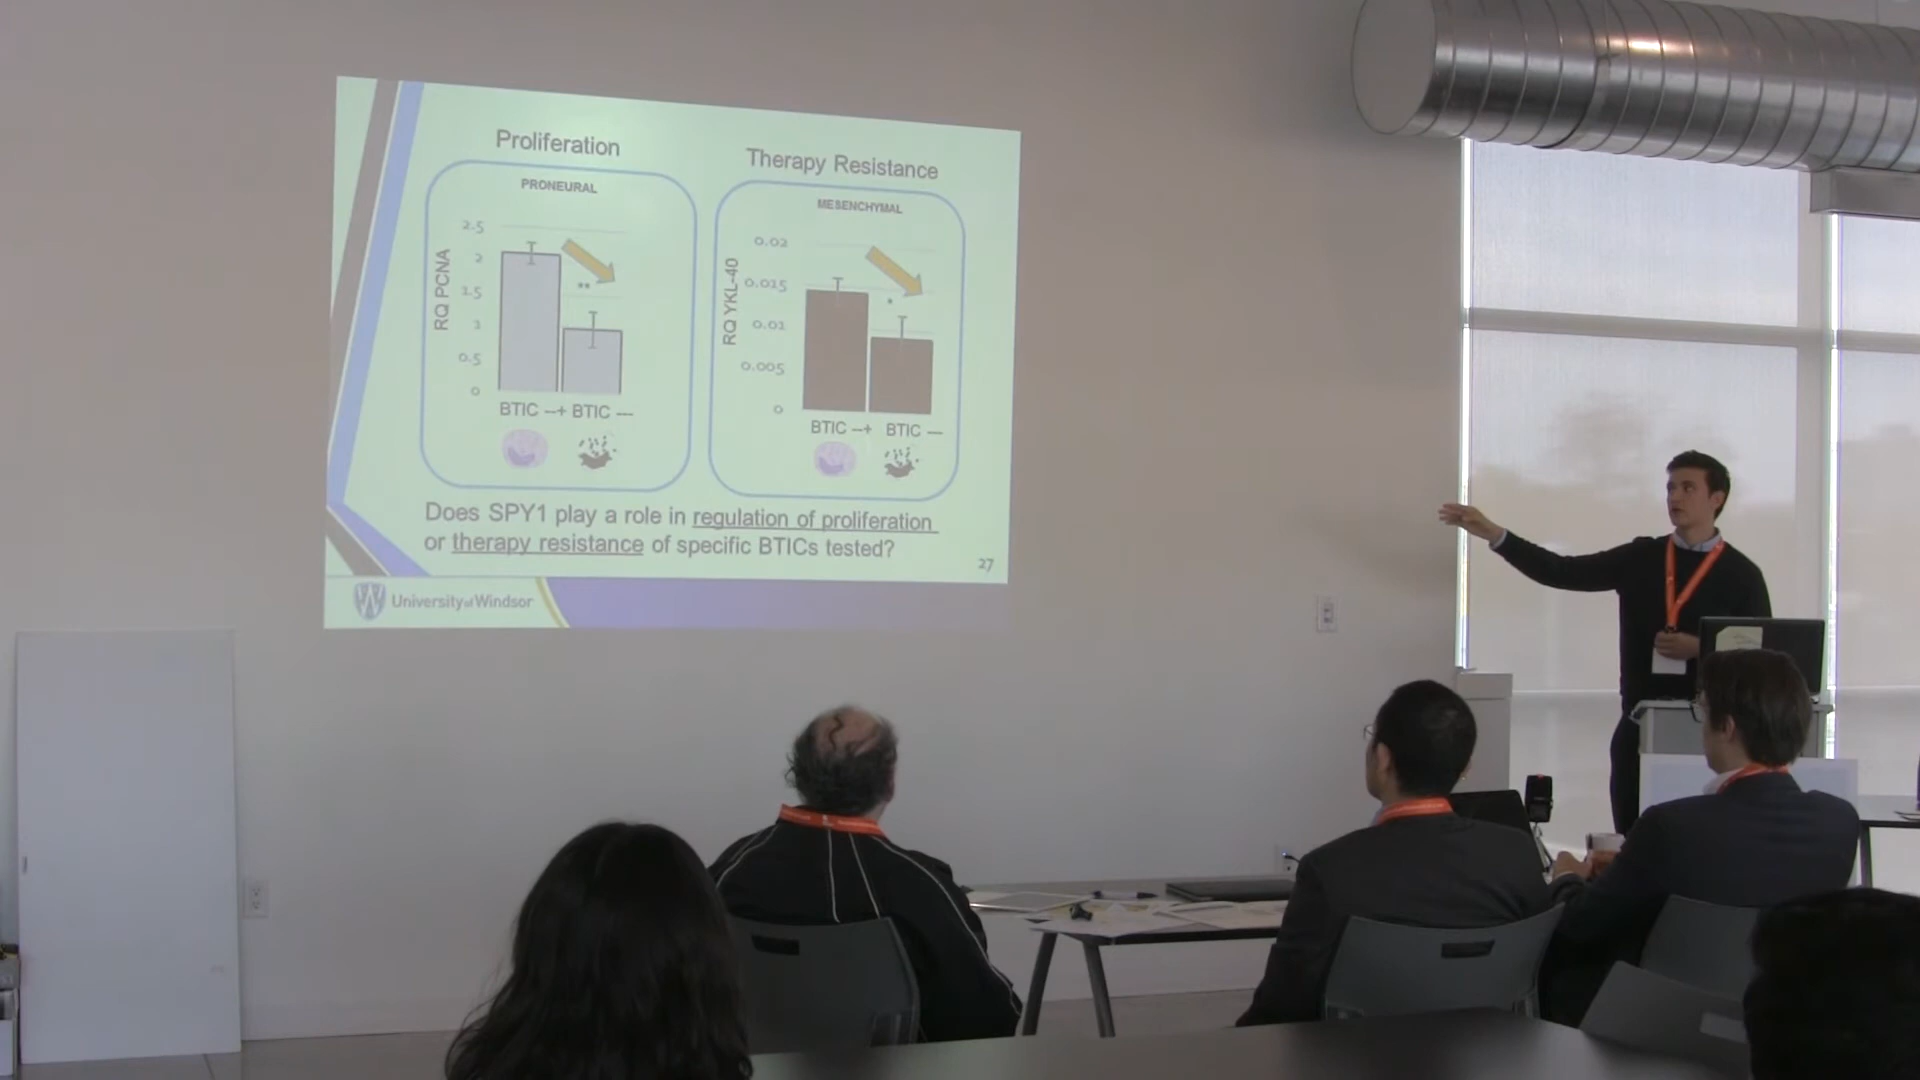 Proliferation
PRONEURAL
2.5
2
1.5
1
0.5
0
RQ PCNA
**
BTIC --+ BTIC ---
Therapy Resistance
MESENCHYMAL
0.02
0.015
0.01
0.005
0
RQ YKL-40
*
BTIC --+ BTIC ---
Does SPY1 play a role in regulation of proliferation
or therapy resistance of specific BTICs tested?
27
University of Windsor